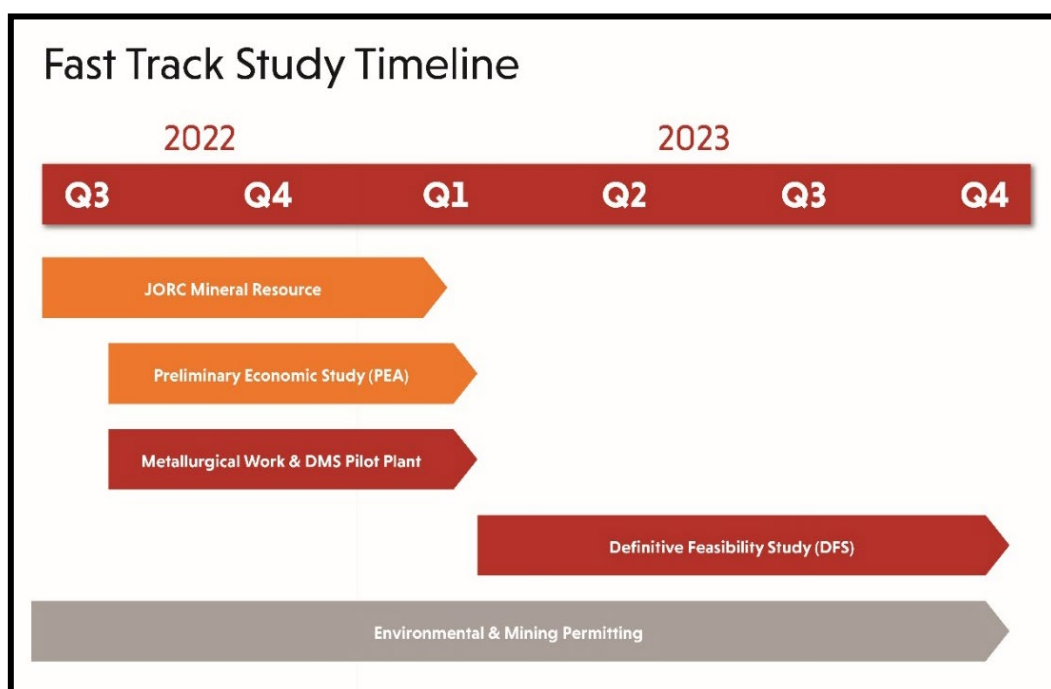 Fast Track Study Timeline
2022 2023
Q3 Q4 Q1 Q2 Q3 Q4
JORC Mineral Resource
Preliminary Economic Study (PEA)
Metallurgical Work & DMS Pilot Plant
Definitive Feasibility Study (DFS)
Environmental & Mining Permitting